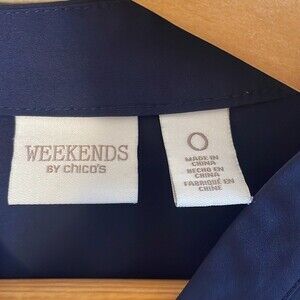 WEEKENDS
BY chico's
0
MADE IN
CHINA
HECHO EN
CHINA
FABRIQUÉ EN
CHINE